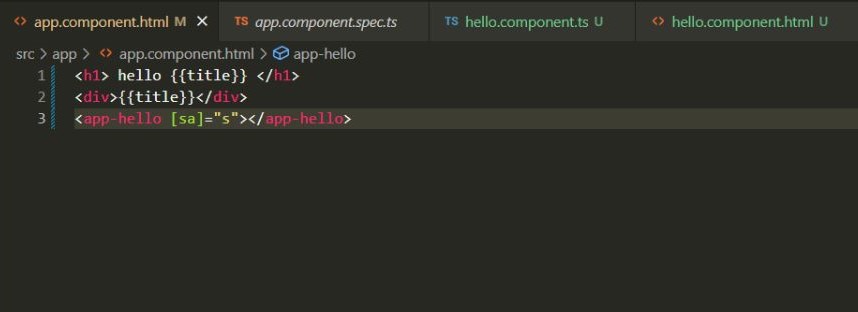 app.component.html M
TS app.component.spec.ts
TS hello.component.ts U
hello.component.html U
src > app > app.component.html > app-hello
1 <h1> hello {{title}} </h1>
2 <div>{{title}}</div>
3 <app-hello [sa]="s"></app-hello>